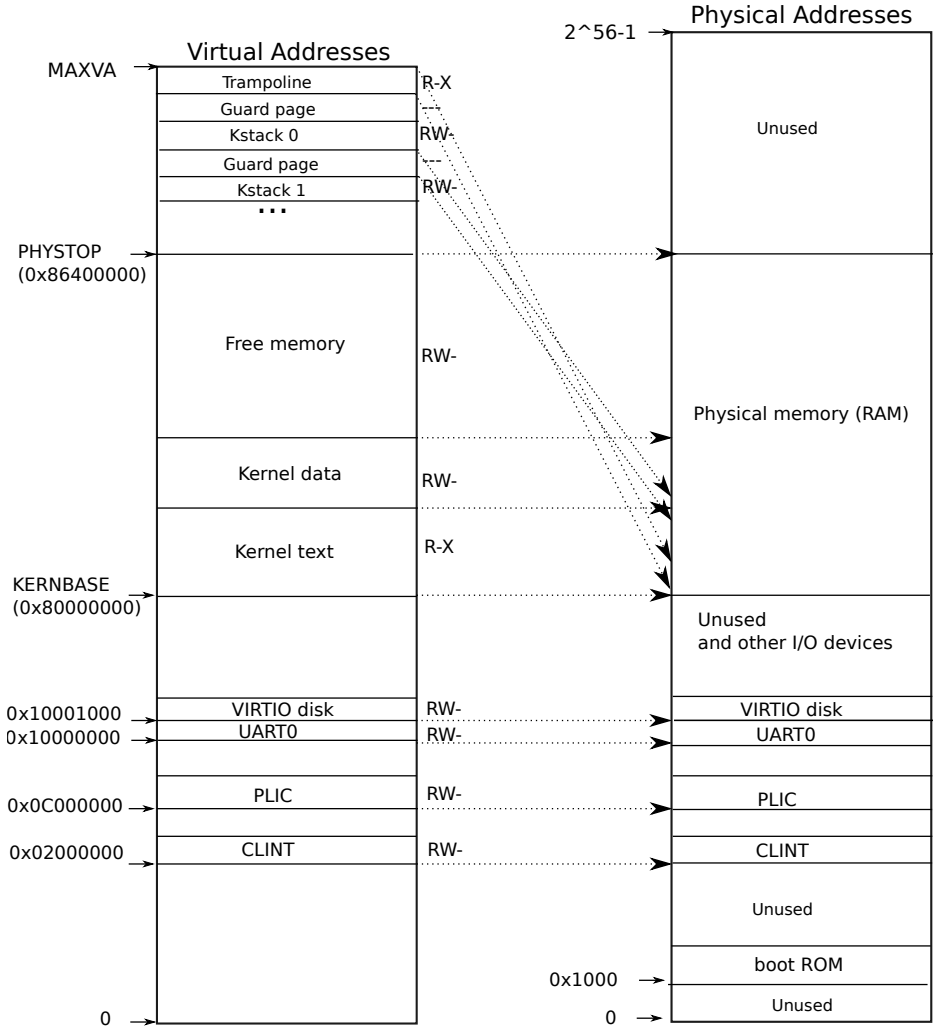 Physical Addresses
2^56-1
Virtual Addresses
MAXVA
Trampoline
R-X
Guard page
---
Unused
Kstack 0
RW-
Guard page
---
Kstack 1
RW-
...
PHYSTOP
(0x86400000)
Free memory
RW-
Physical memory (RAM)
Kernel data
RW-
Kernel text
R-X
KERNBASE
(0x80000000)
Unused
and other I/O devices
0x10001000
VIRTIO disk
RW-
VIRTIO disk
0x10000000
UART0
RW-
UART0
0x0C000000
PLIC
RW-
PLIC
0x02000000
CLINT
RW-
CLINT
Unused
boot ROM
0x1000
Unused
0
0